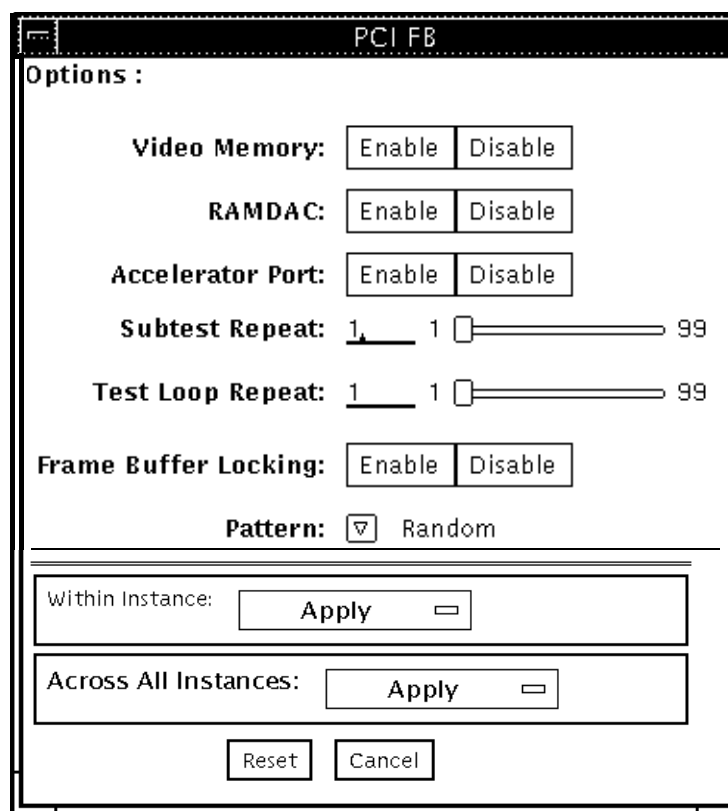 PCI FB
Options :
Video Memory: Enable Disable
RAMDAC: Enable Disable
Accelerator Port: Enable Disable
Subtest Repeat: 1 1 99
Test Loop Repeat: 1 1 99
Frame Buffer Locking: Enable Disable
Pattern: Random
Within Instance: Apply
Across All Instances: Apply
Reset Cancel